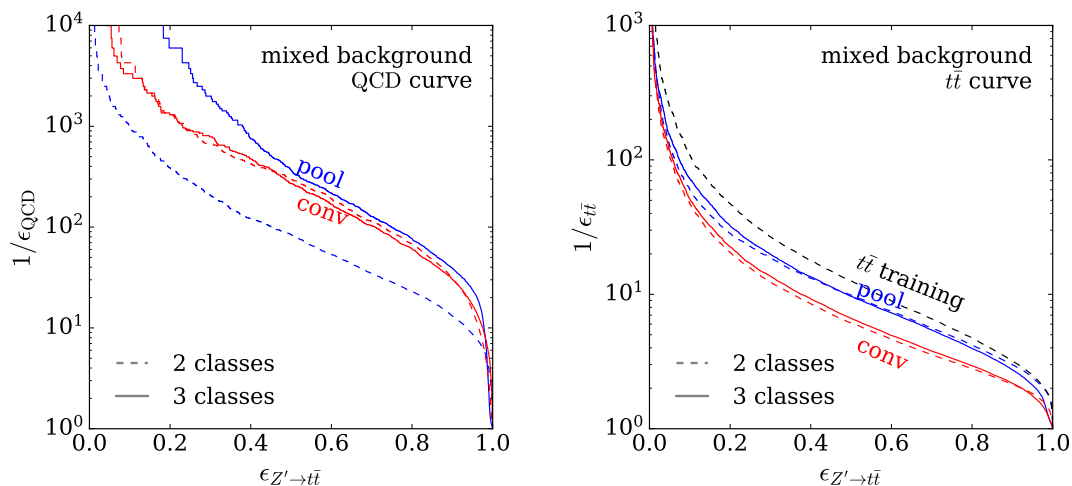 mixed background
QCD curve
pool
conv
2 classes
3 classes
10^4
10^3
10^2
10^1
10^0
0.0 0.2 0.4 0.6 0.8 1.0
1/ϵ_QCD
ϵ_{Z′→tt̄}
mixed background
tt̄ curve
tt̄ training
pool
conv
2 classes
3 classes
10^3
10^2
10^1
10^0
0.0 0.2 0.4 0.6 0.8 1.0
1/ϵ_{tt̄}
ϵ_{Z′→tt̄}